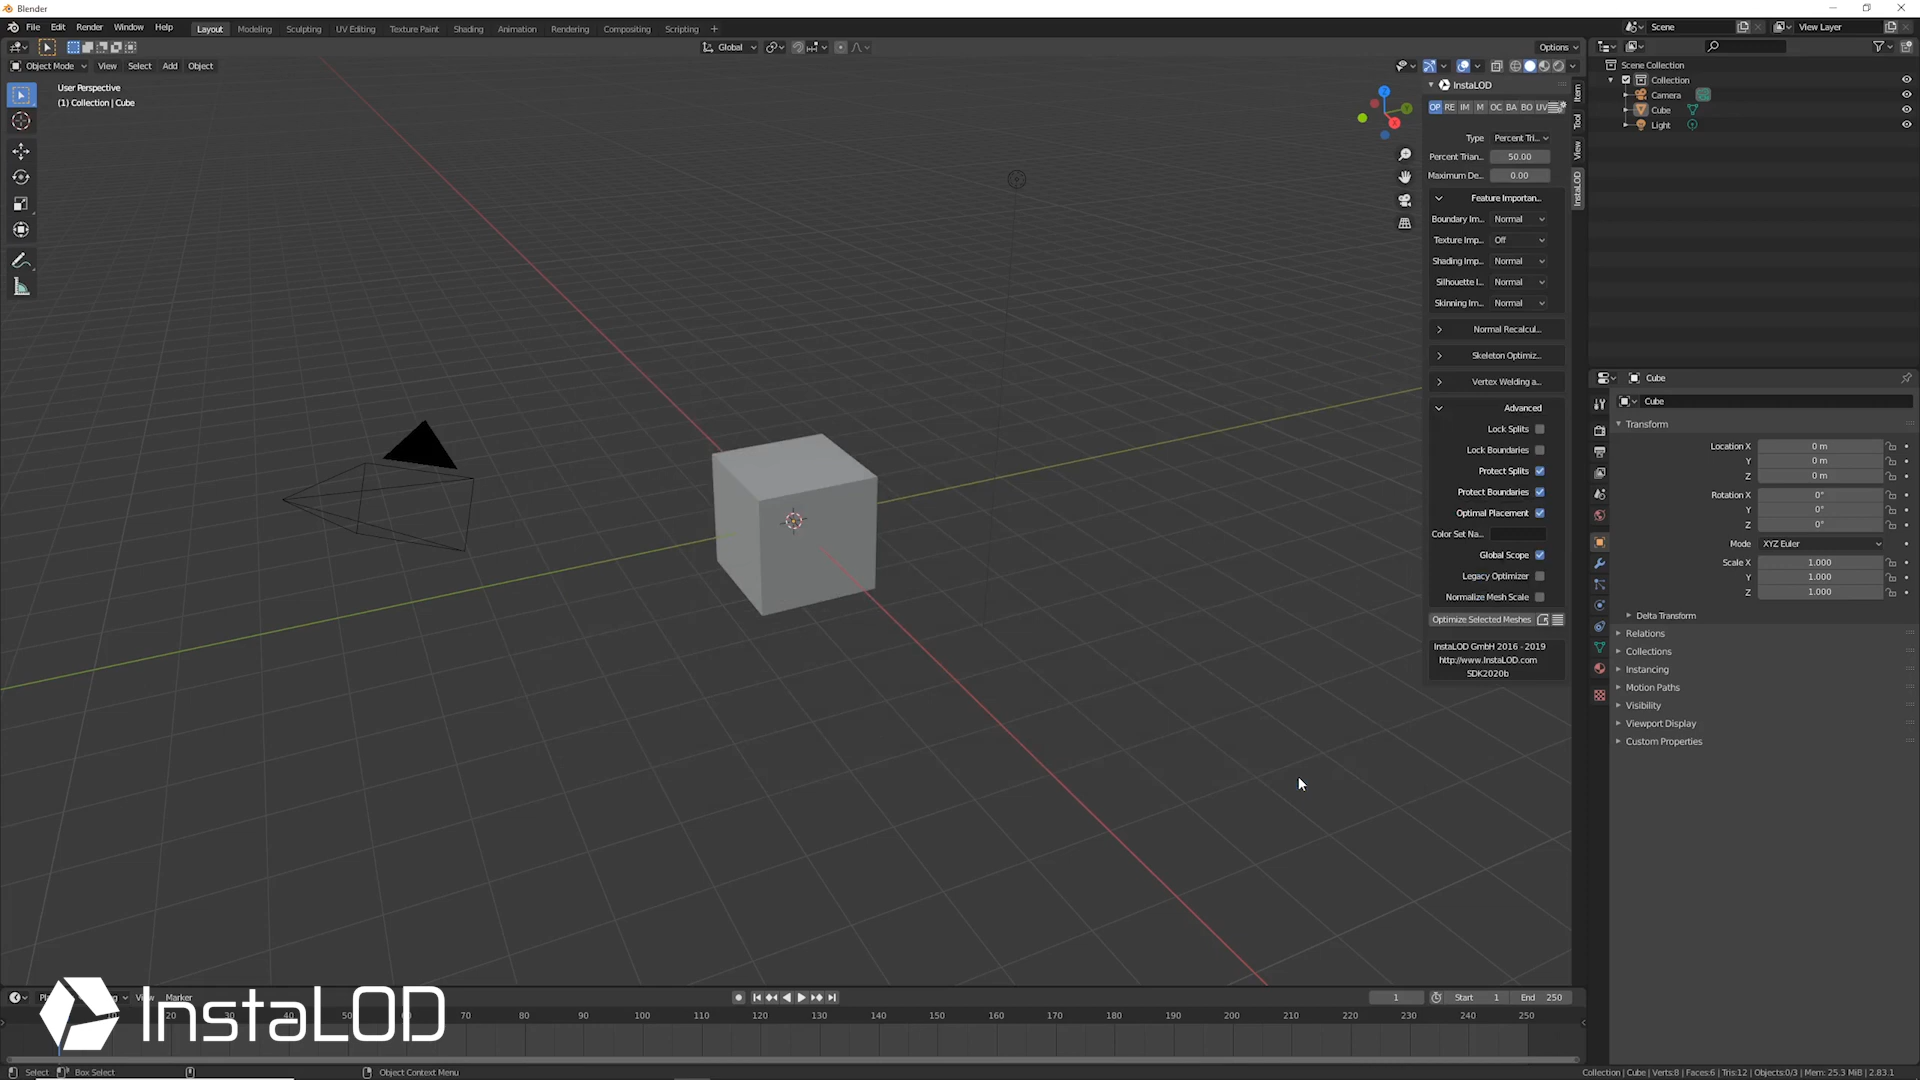 Blender
File Edit Render Window Help
Layout Modeling Sculpting UV Editing Texture Paint Shading Animation Rendering Compositing Scripting +
Scene
View Layer
Global
Options
Object Mode View Select Add Object
User Perspective
(1) Collection | Cube
Z
Y
X
InstaLOD
OP RE IM M OC BA BO UV
Type Percent Tri...
Percent Trian... 50.00
Maximum De... 0.00
Feature Importan...
Boundary Im... Normal
Texture Imp... Off
Shading Imp... Normal
Silhouette I... Normal
Skinning Im... Normal
Normal Recalcul...
Skeleton Optimiz...
Vertex Welding a...
Advanced
Lock Splits
Lock Boundaries
Protect Splits
Protect Boundaries
Optimal Placement
Color Set Na...
Global Scope
Legacy Optimizer
Normalize Mesh Scale
Optimize Selected Meshes
InstaLOD GmbH 2016 - 2019
http://www.InstaLOD.com
SDK2020b
Item
Tool
View
InstaLOD
Scene Collection
Collection
Camera
Cube
Light
Cube
Cube
Transform
Location X 0 m
Y 0 m
Z 0 m
Rotation X 0°
Y 0°
Z 0°
Mode XYZ Euler
Scale X 1.000
Y 1.000
Z 1.000
Delta Transform
Relations
Collections
Instancing
Motion Paths
Visibility
Viewport Display
Custom Properties
Marker
1 Start 1 End 250
20 50 60 70 80 90 100 110 120 130 140 150 160 170 180 190 200 210 220 230 240 250
InstaLOD
Select Box Select Object Context Menu
Collection | Cube | Verts:8 | Faces:6 | Tris:12 | Objects:0/3 | Mem: 25.3 MiB | 2.83.1